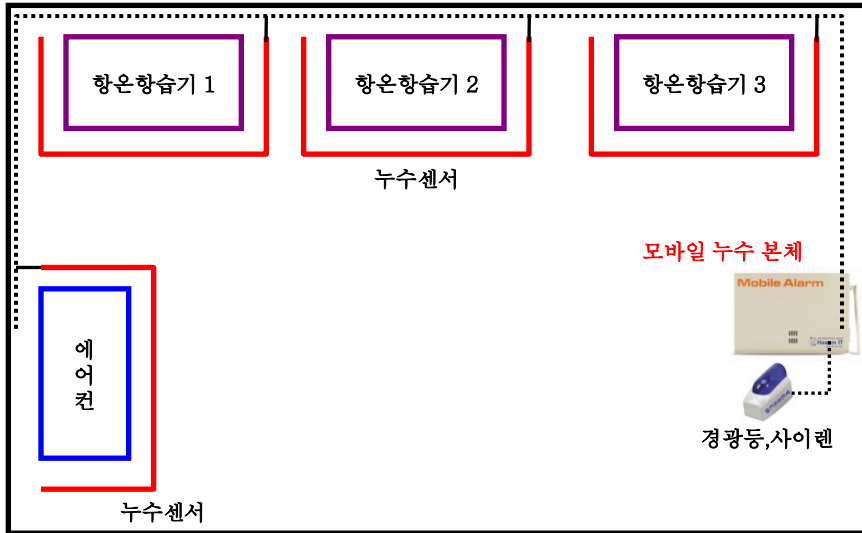 항온항습기 1
항온항습기 2
항온항습기 3
누수센서
모바일 누수 본체
Mobile Alarm
에
어
컨
경광등,사이렌
누수센서